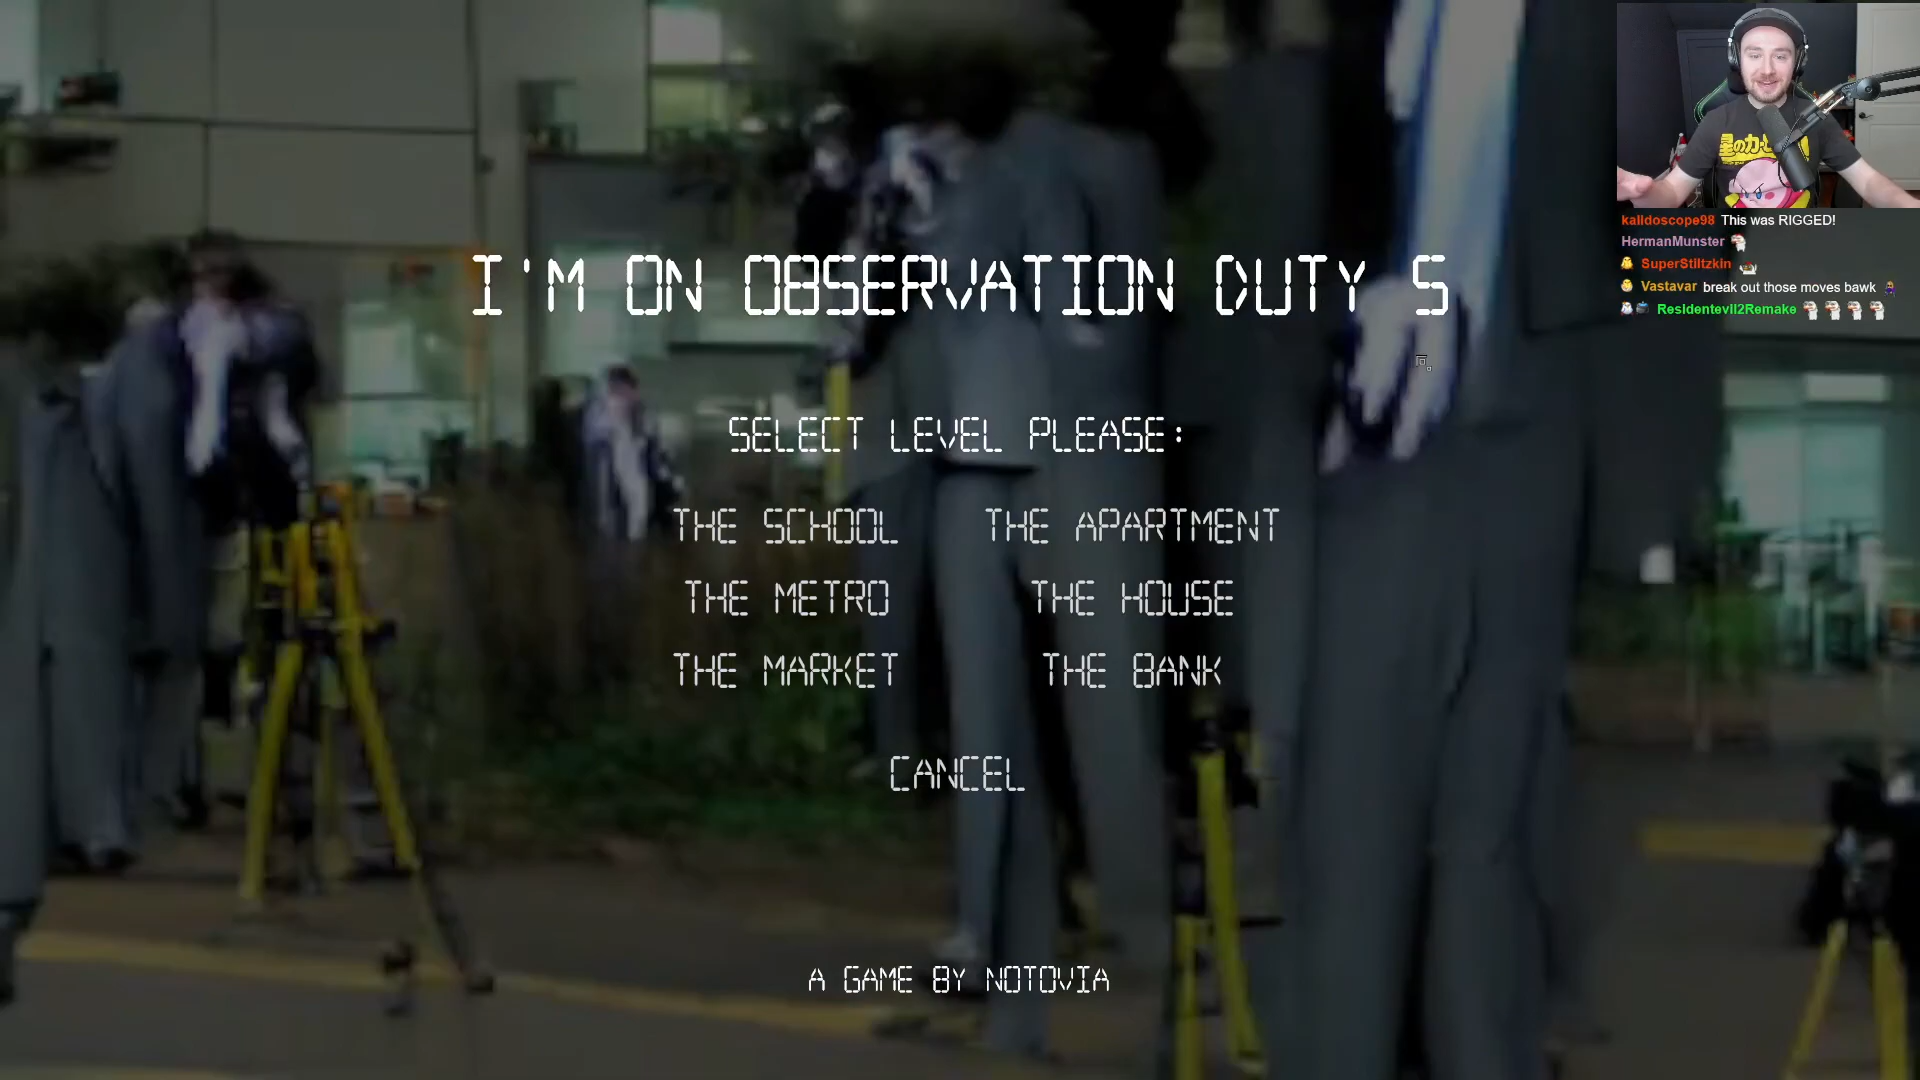 I'M ON OBSERVATION DUTY 5
SELECT LEVEL PLEASE:
THE SCHOOL THE APARTMENT
THE METRO THE HOUSE
THE MARKET THE BANK
CANCEL
A GAME BY NOTOVIA
kalidoscope98 This was RIGGED!
HermanMunster
SuperStiltzkin
Vastavar break out those moves bawk
Residentevil2Remake